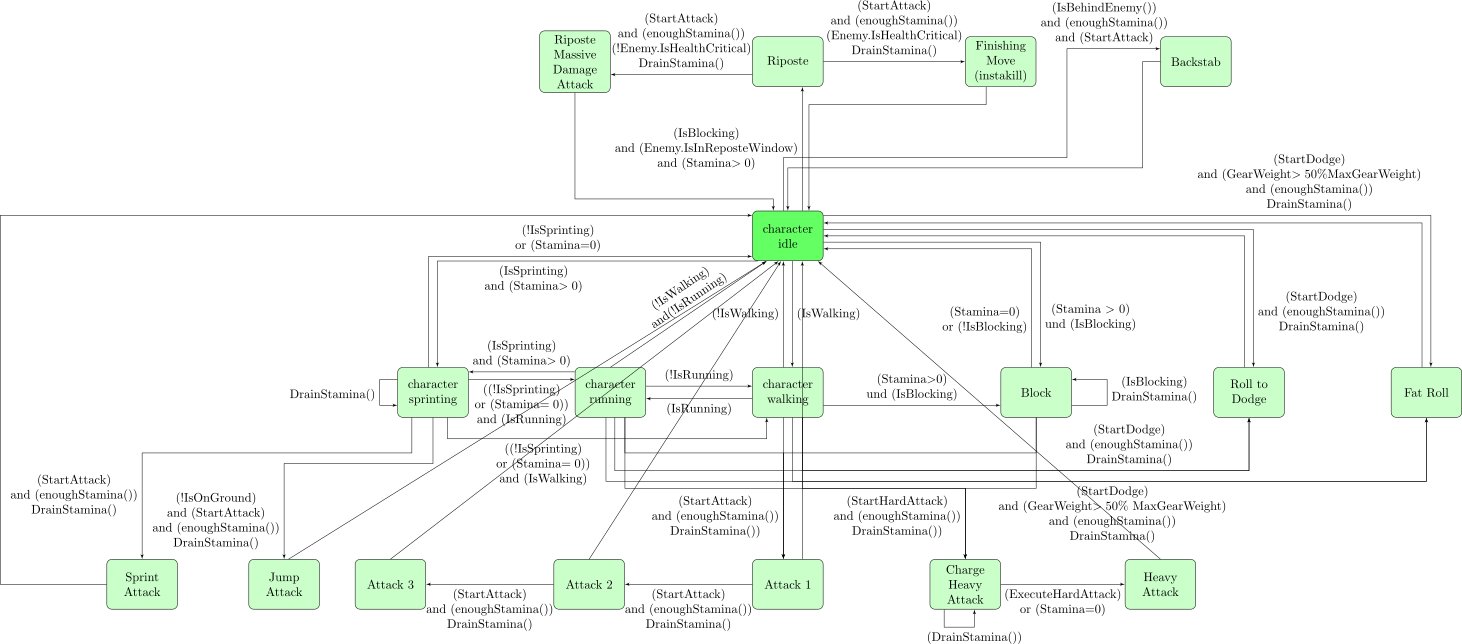 (StartAttack)
and (enoughStamina())
(!Enemy.IsHealthCritical)
DrainStamina()
(StartAttack)
and (enoughStamina())
(Enemy.IsHealthCritical)
DrainStamina()
(IsBehindEnemy())
and (enoughStamina())
and (StartAttack)
Riposte
Massive
Damage
Attack
Riposte
Finishing
Move
(instakill)
Backstab
(IsBlocking)
and (Enemy.IsInReposteWindow)
and (Stamina> 0)
(StartDodge)
and (GearWeight> 50%MaxGearWeight)
and (enoughStamina())
DrainStamina()
(!IsSprinting)
or (Stamina=0)
character
idle
(IsSprinting)
and (Stamina> 0)
(!IsWalking)
and(!IsRunning)
(!IsWalking)
(IsWalking)
(Stamina=0)
or (!IsBlocking)
(Stamina > 0)
und (IsBlocking)
(StartDodge)
and (enoughStamina())
DrainStamina()
(IsSprinting)
and (Stamina> 0)
DrainStamina()
character
sprinting
((!IsSprinting)
or (Stamina= 0))
and (IsRunning)
character
running
(!IsRunning)
(IsRunning)
character
walking
(Stamina>0)
und (IsBlocking)
Block
(IsBlocking)
DrainStamina()
Roll to
Dodge
Fat Roll
(StartDodge)
and (enoughStamina())
DrainStamina()
((!IsSprinting)
or (Stamina= 0))
and (IsWalking)
(StartAttack)
and (enoughStamina())
DrainStamina()
(!IsOnGround)
and (StartAttack)
and (enoughStamina())
DrainStamina()
(StartAttack)
and (enoughStamina())
DrainStamina())
(StartHardAttack)
and (enoughStamina())
DrainStamina())
(StartDodge)
and (GearWeight> 50% MaxGearWeight)
and (enoughStamina())
DrainStamina()
Sprint
Attack
Jump
Attack
Attack 3
(StartAttack)
and (enoughStamina())
DrainStamina()
Attack 2
(StartAttack)
and (enoughStamina())
DrainStamina()
Attack 1
Charge
Heavy
Attack
(ExecuteHardAttack)
or (Stamina=0)
Heavy
Attack
(DrainStamina())